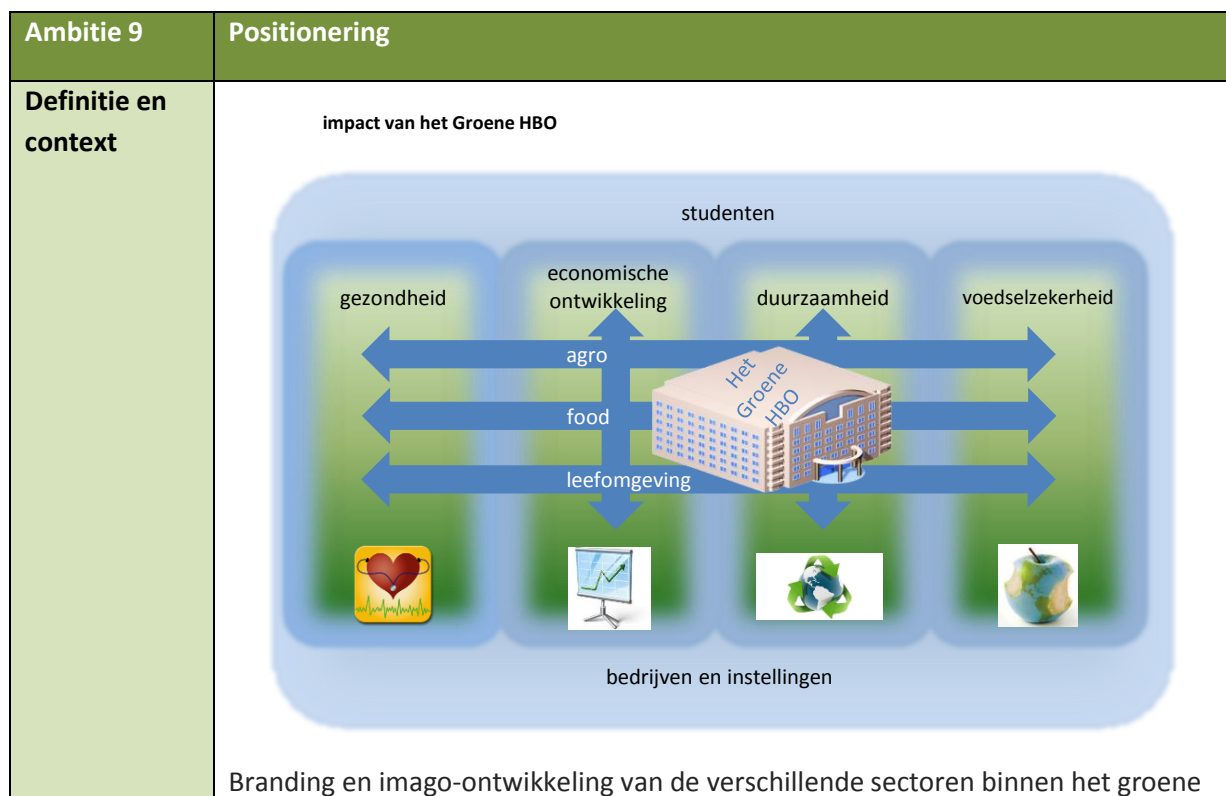 Ambitie 9
Positionering
Definitie en
context
impact van het Groene HBO
studenten
gezondheid
economische
ontwikkeling
duurzaamheid
voedselzekerheid
agro
food
leefomgeving
Het
Groene
HBO
bedrijven en instellingen
Branding en imago-ontwikkeling van de verschillende sectoren binnen het groene